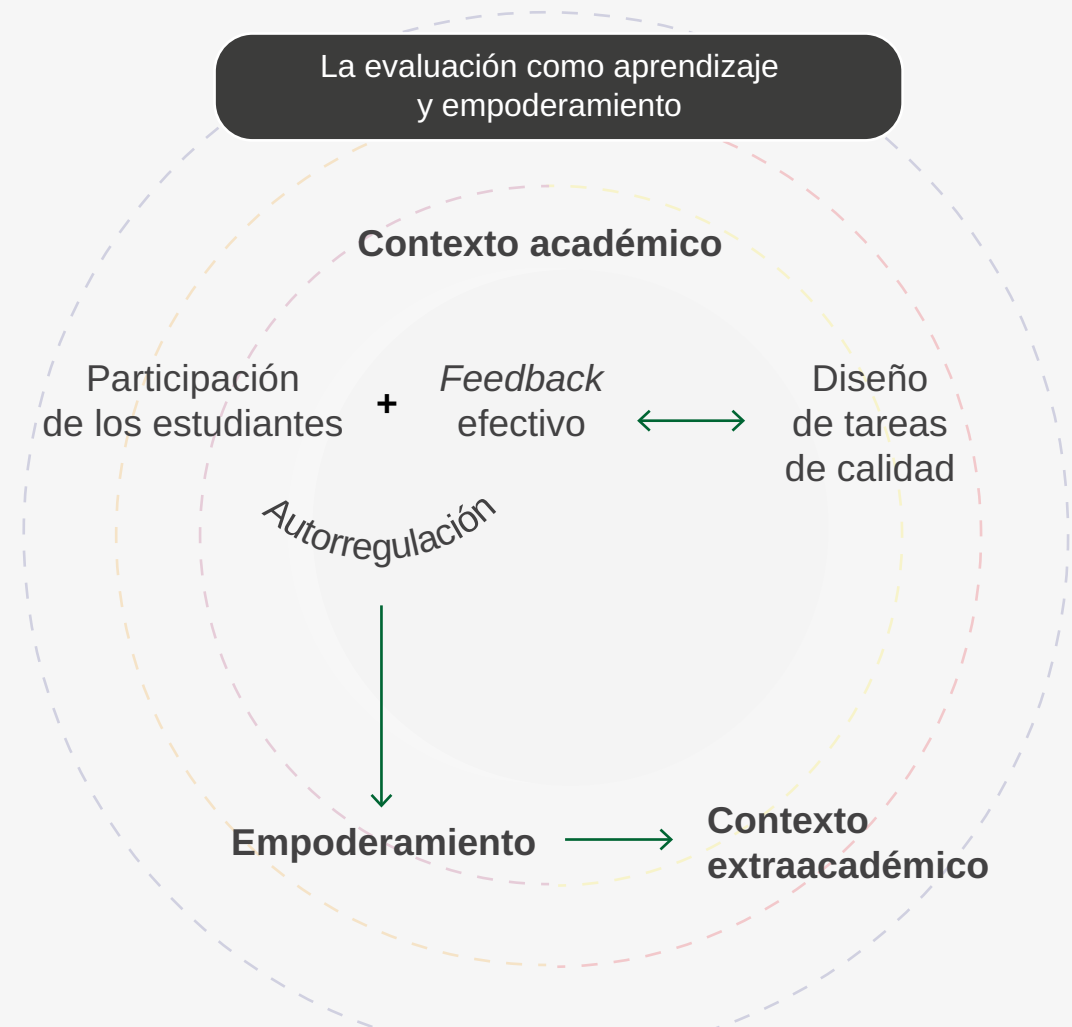 La evaluación como aprendizaje
y empoderamiento
Contexto académico
Participación
de los estudiantes
+
Feedback
efectivo
Diseño
de tareas
de calidad
Autorregulación
Empoderamiento
Contexto
extraacadémico